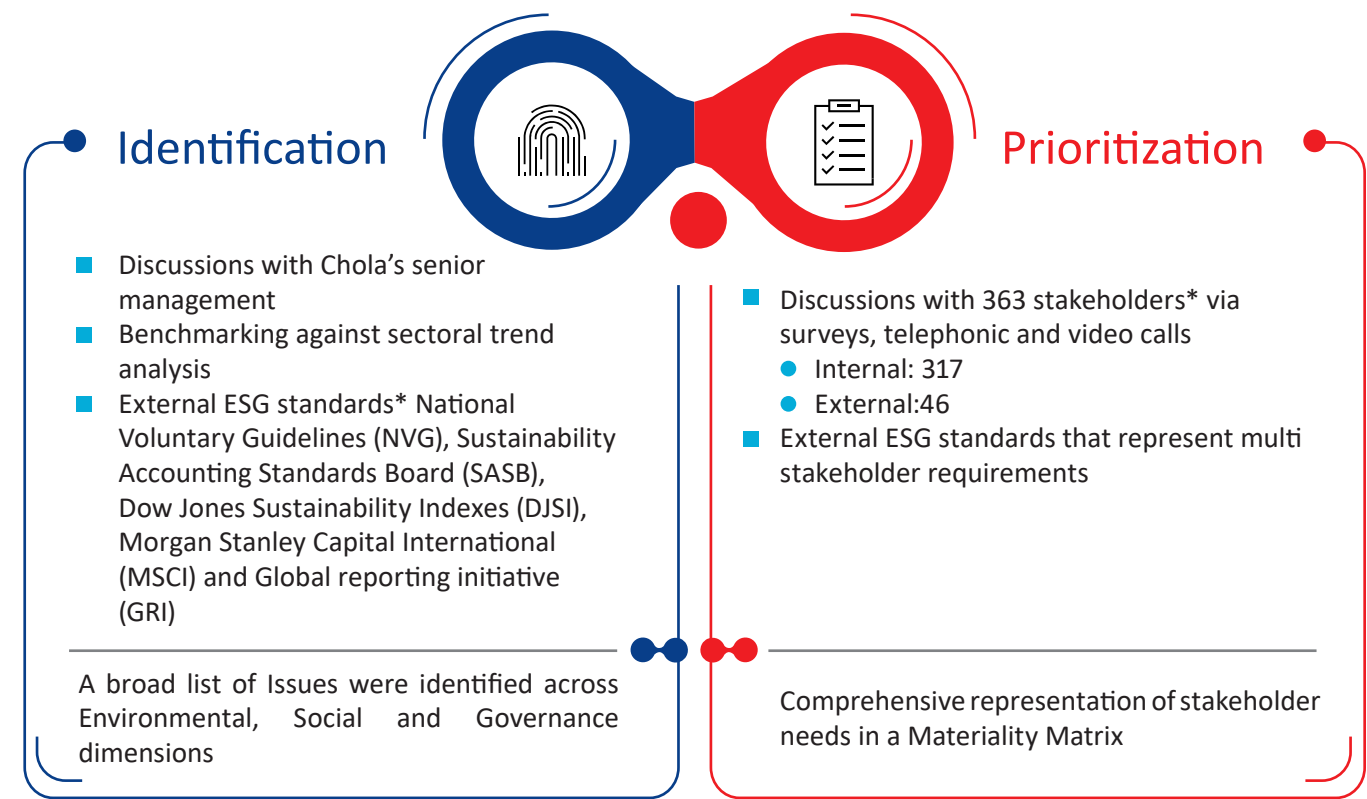 Identification
Discussions with Chola's senior
management
Benchmarking against sectoral trend
analysis
External ESG standards* National
Voluntary Guidelines (NVG), Sustainability
Accounting Standards Board (SASB),
Dow Jones Sustainability Indexes (DJSI),
Morgan Stanley Capital International
(MSCI) and Global reporting initiative
(GRI)
A broad list of Issues were identified across
Environmental, Social and Governance
dimensions
Prioritization
Discussions with 363 stakeholders* via
surveys, telephonic and video calls
Internal: 317
External:46
External ESG standards that represent multi
stakeholder requirements
Comprehensive representation of stakeholder
needs in a Materiality Matrix